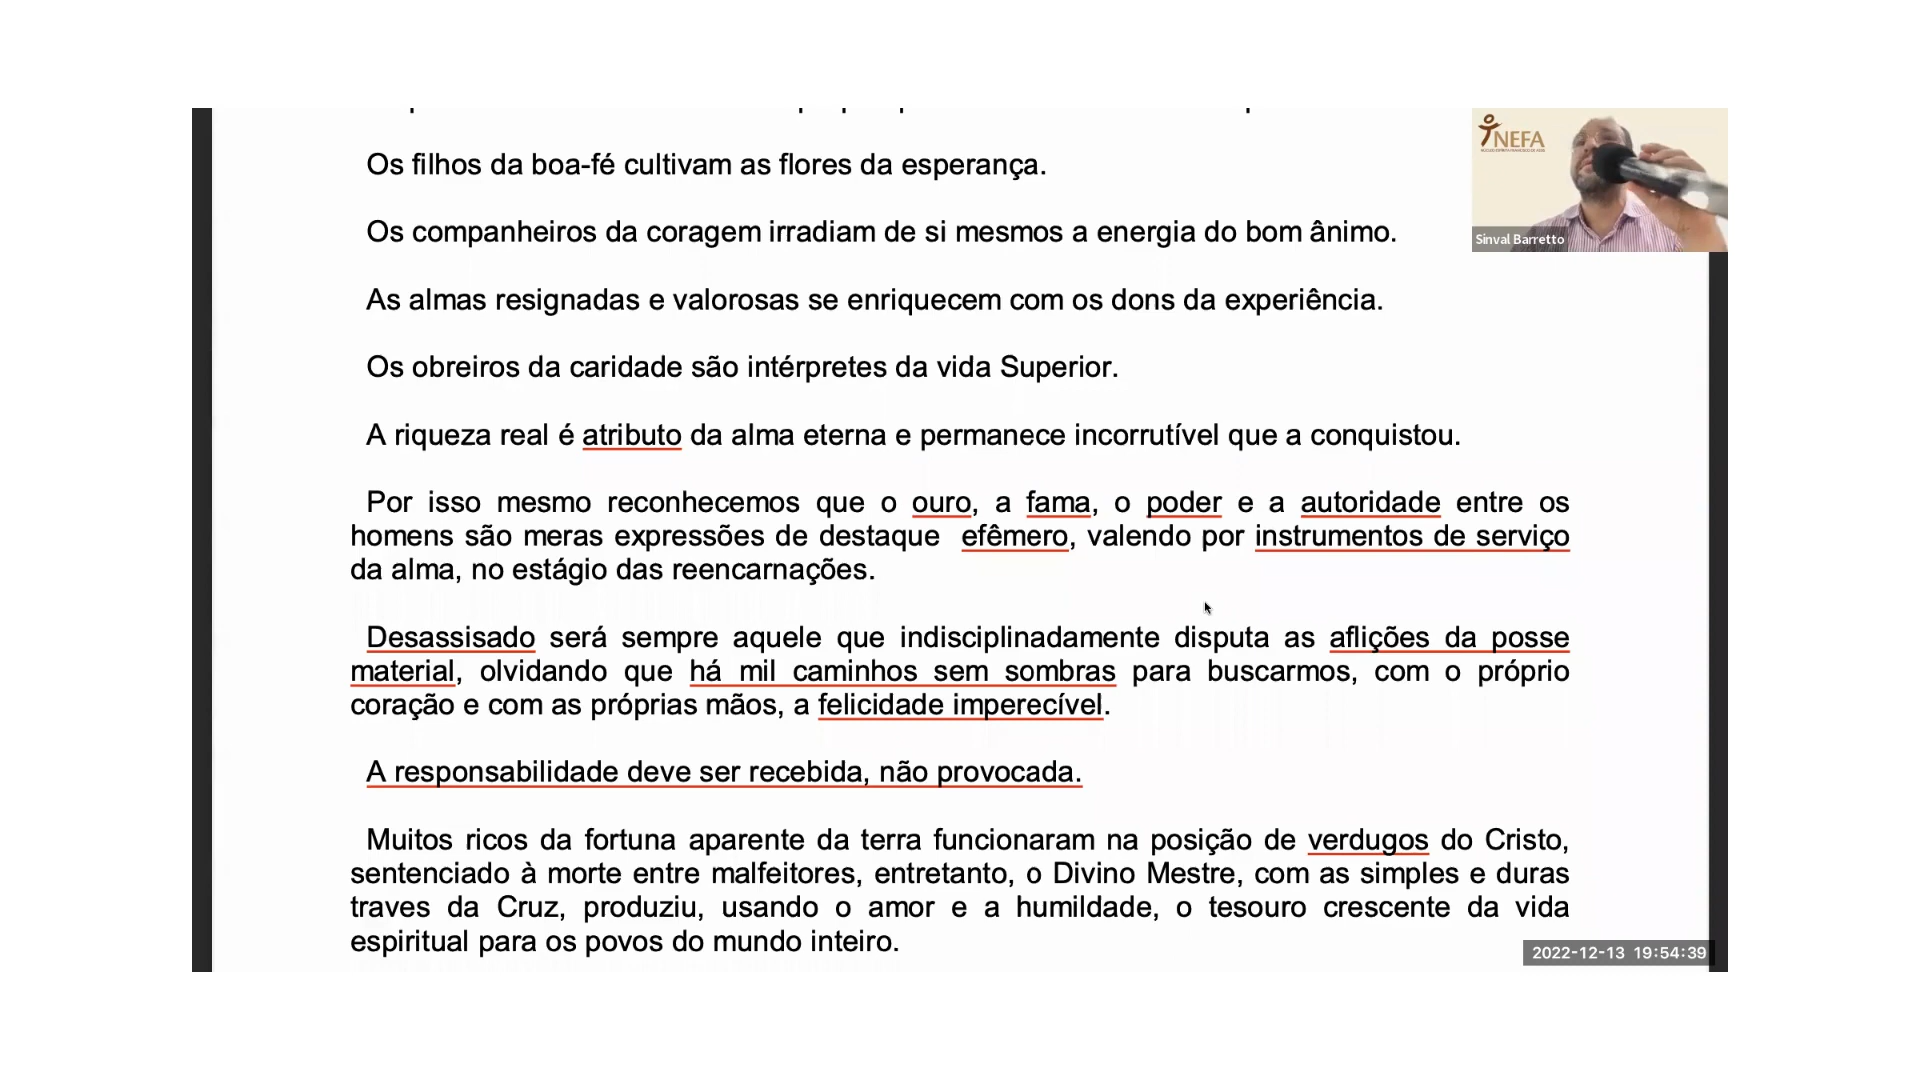 Os filhos da boa-fé cultivam as flores da esperança.
Os companheiros da coragem irradiam de si mesmos a energia do bom ânimo.
As almas resignadas e valorosas se enriquecem com os dons da experiência.
Os obreiros da caridade são intérpretes da vida Superior.
A riqueza real é atributo da alma eterna e permanece incorrutível que a conquistou.
Por isso mesmo reconhecemos que o ouro, a fama, o poder e a autoridade entre os
homens são meras expressões de destaque efêmero, valendo por instrumentos de serviço
da alma, no estágio das reencarnações.
Desassisado será sempre aquele que indisciplinadamente disputa as aflições da posse
material, olvidando que há mil caminhos sem sombras para buscarmos, com o próprio
coração e com as próprias mãos, a felicidade imperecível.
A responsabilidade deve ser recebida, não provocada.
Muitos ricos da fortuna aparente da terra funcionaram na posição de verdugos do Cristo,
sentenciado à morte entre malfeitores, entretanto, o Divino Mestre, com as simples e duras
traves da Cruz, produziu, usando o amor e a humildade, o tesouro crescente da vida
espiritual para os povos do mundo inteiro.
NEFA
Sinval Barretto
2022-12-13 19:54:39